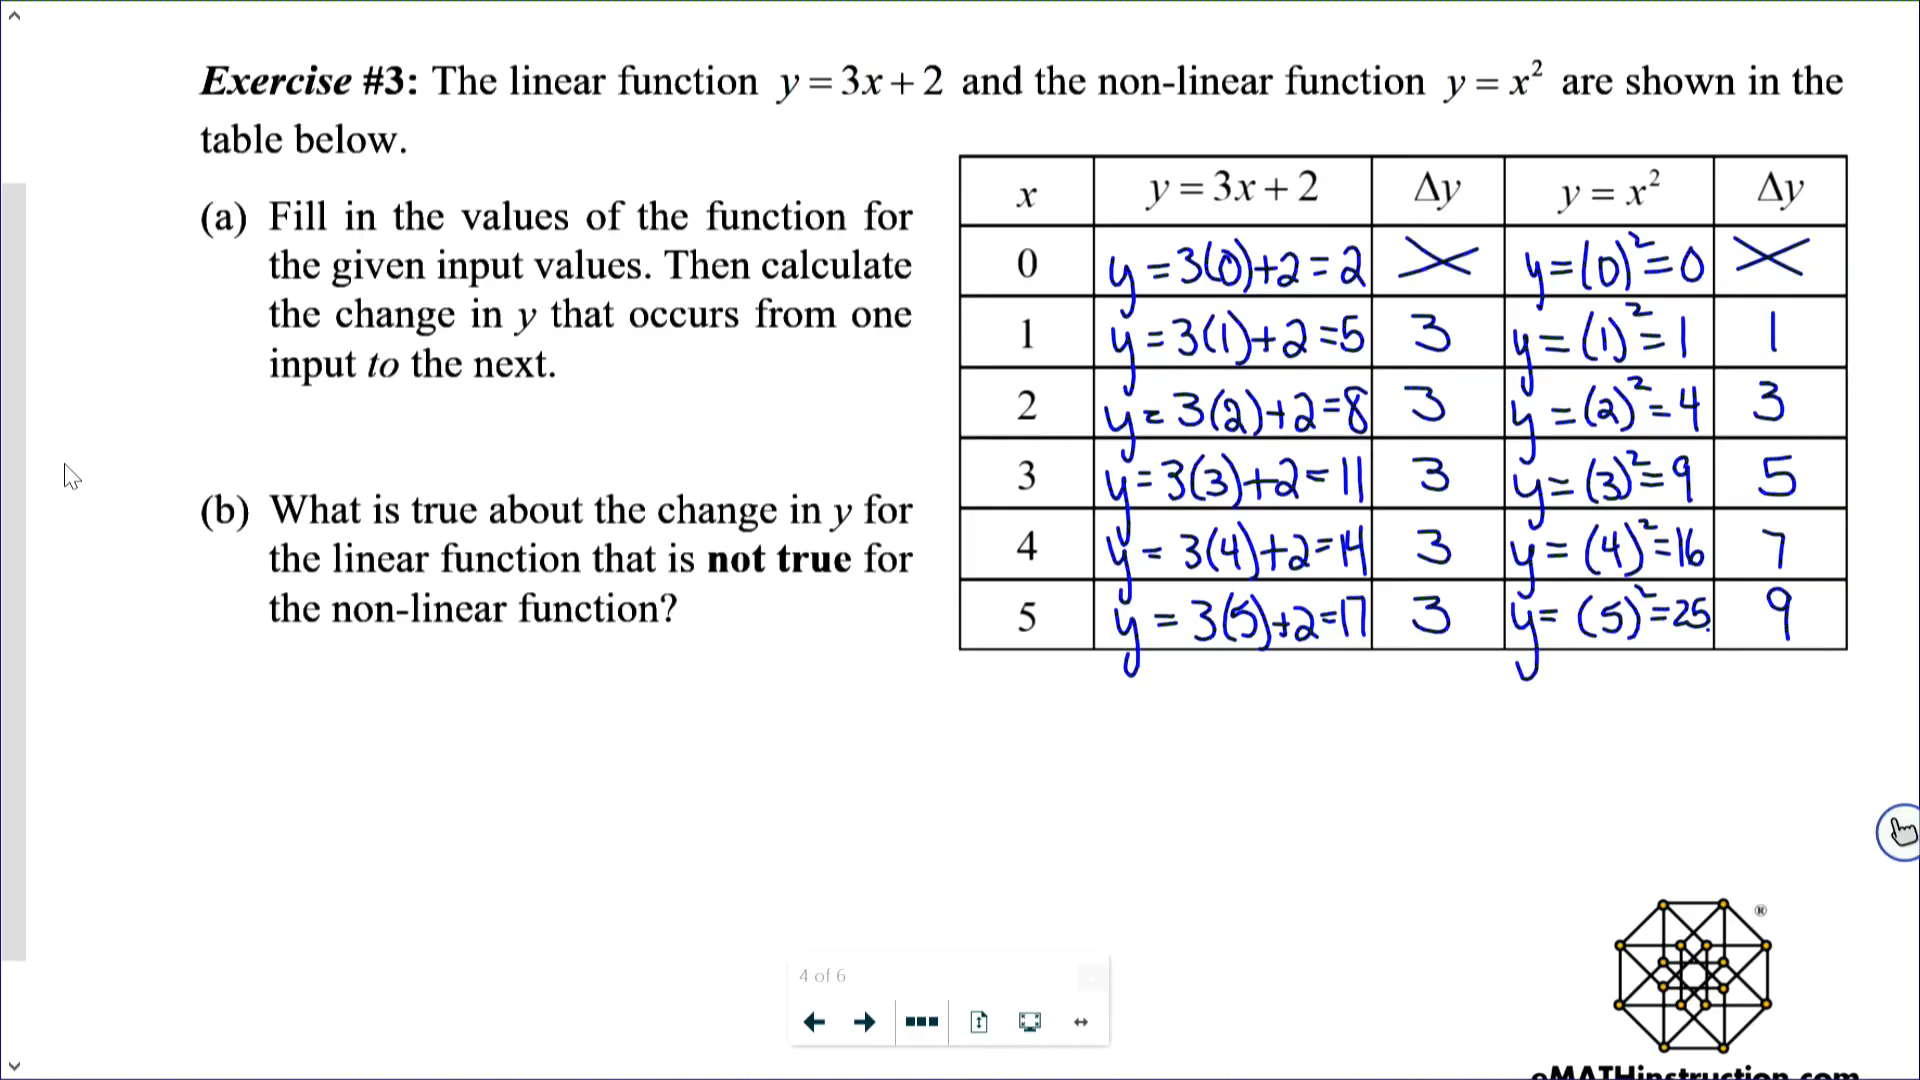 Exercise #3: The linear function y = 3x + 2 and the non-linear function y = x² are shown in the
table below.
(a) Fill in the values of the function for
the given input values. Then calculate
the change in y that occurs from one
input to the next.
(b) What is true about the change in y for
the linear function that is not true for
the non-linear function?
x y = 3x + 2 Δy y = x² Δy
0 y = 3(0)+2 = 2 X y = (0)² = 0 X
1 y = 3(1)+2 = 5 3 y = (1)² = 1 1
2 y = 3(2)+2 = 8 3 y = (2)² = 4 3
3 y = 3(3)+2 = 11 3 y = (3)² = 9 5
4 y = 3(4)+2 = 14 3 y = (4)² = 16 7
5 y = 3(5)+2 = 17 3 y = (5)² = 25 9
4 of 6
®
eMATHinstruction.com